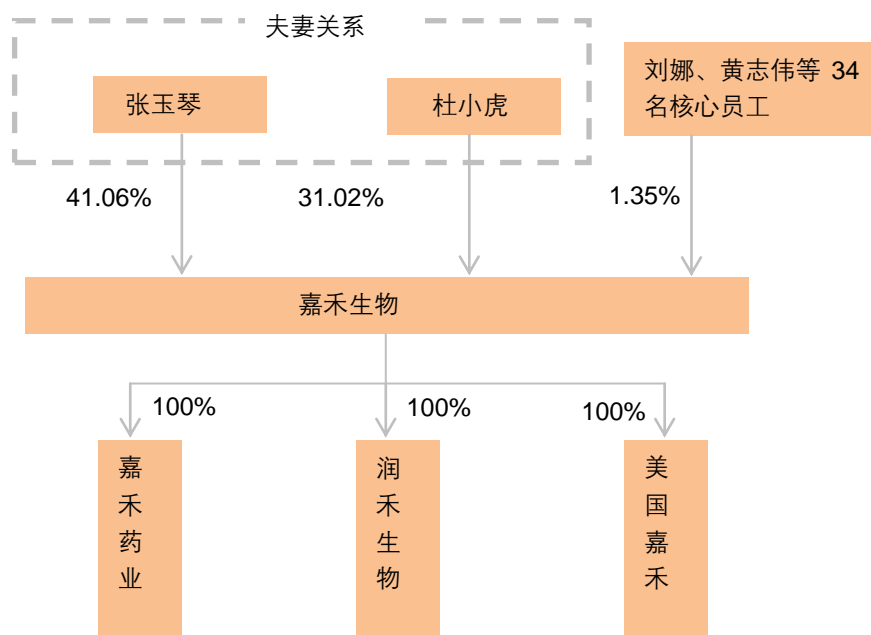 夫妻关系
张玉琴
杜小虎
刘娜、黄志伟等 34
名核心员工
41.06%
31.02%
1.35%
嘉禾生物
100%
100%
100%
嘉禾药业
润禾生物
美国嘉禾